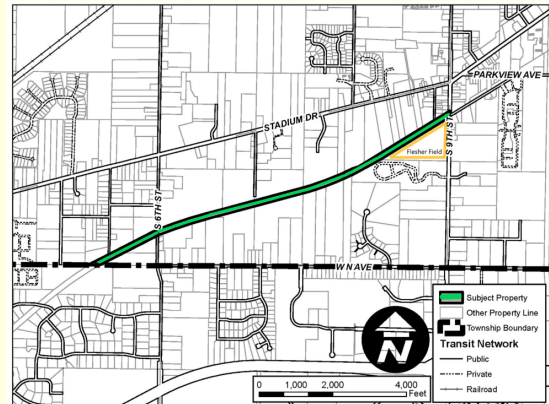 PARKVIEW AVE
STADIUM DR
S 9TH ST
Flesher Field
S 6TH ST
W N AVE
Subject Property
Other Property Line
Township Boundary
Transit Network
Public
Private
Railroad
N
0 1,000 2,000 4,000
Feet